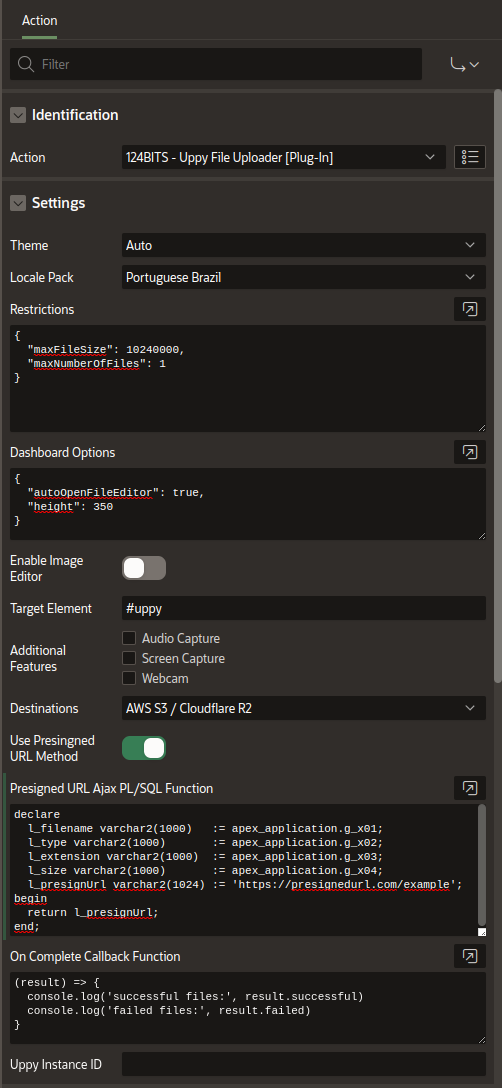 Action
Filter
Identification
Action
124BITS - Uppy File Uploader [Plug-In]
Settings
Theme
Auto
Locale Pack
Portuguese Brazil
Restrictions
{
  "maxFileSize": 10240000,
  "maxNumberOfFiles": 1
}
Dashboard Options
{
  "autoOpenFileEditor": true,
  "height": 350
}
Enable Image
Editor
Target Element
#uppy
Additional
Features
Audio Capture
Screen Capture
Webcam
Destinations
AWS S3 / Cloudflare R2
Use Presingned
URL Method
Presigned URL Ajax PL/SQL Function
declare
  l_filename varchar2(1000)   := apex_application.g_x01;
  l_type varchar2(1000)       := apex_application.g_x02;
  l_extension varchar2(1000)  := apex_application.g_x03;
  l_size varchar2(1000)       := apex_application.g_x04;
  l_presignUrl varchar2(1024) := 'https://presignedurl.com/example';
begin
  return l_presignUrl;
end;
On Complete Callback Function
(result) => {
  console.log('successful files:', result.successful)
  console.log('failed files:', result.failed)
}
Uppy Instance ID